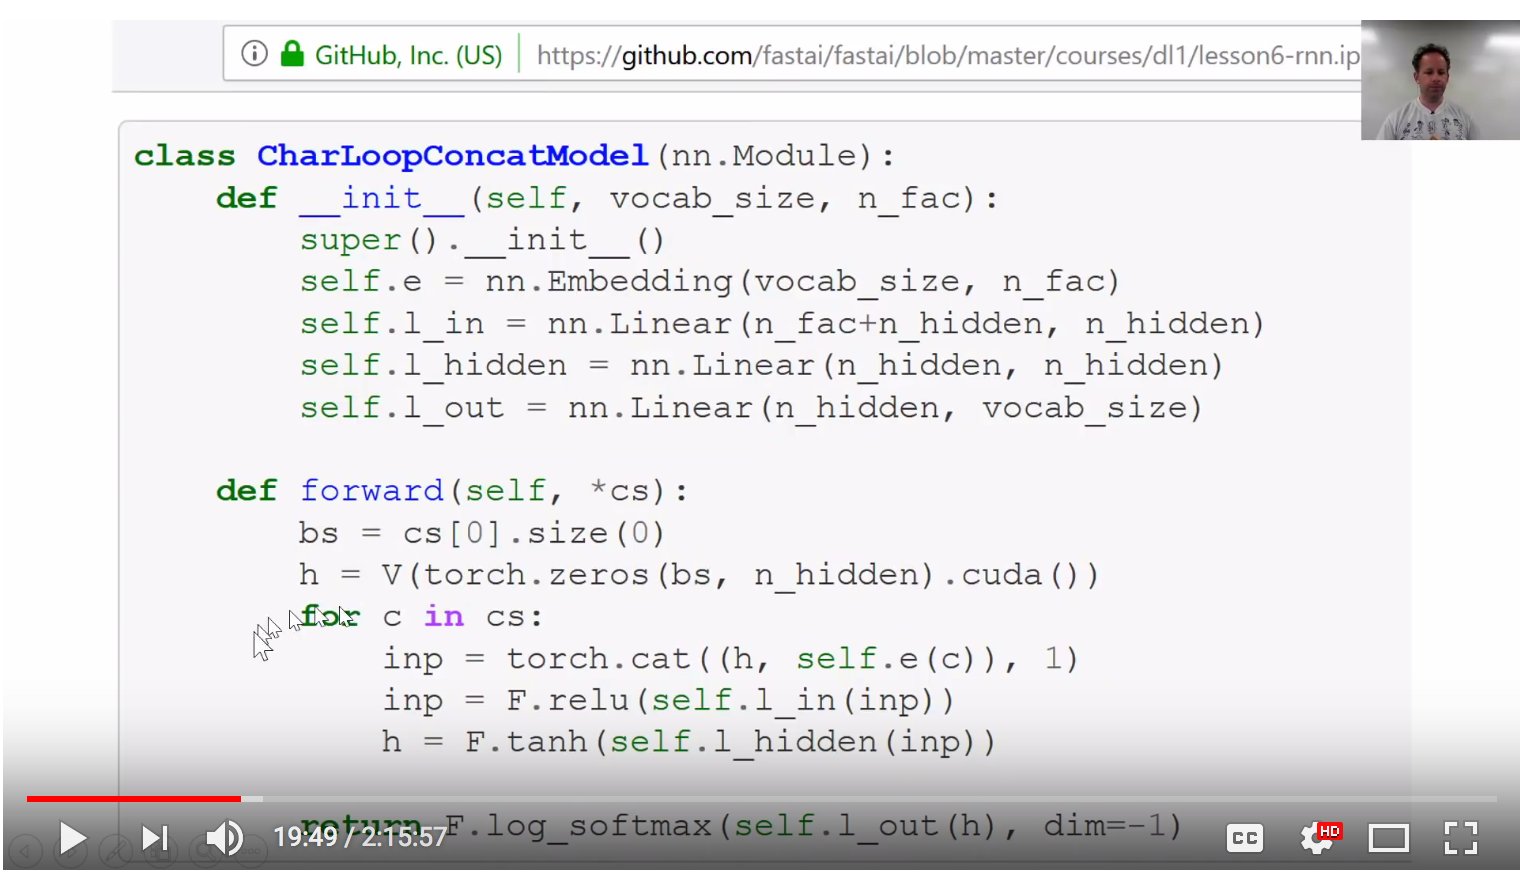 GitHub, Inc. (US) https://github.com/fastai/fastai/blob/master/courses/dl1/lesson6-rnn.ip
class CharLoopConcatModel(nn.Module):
    def __init__(self, vocab_size, n_fac):
        super().__init__()
        self.e = nn.Embedding(vocab_size, n_fac)
        self.l_in = nn.Linear(n_fac+n_hidden, n_hidden)
        self.l_hidden = nn.Linear(n_hidden, n_hidden)
        self.l_out = nn.Linear(n_hidden, vocab_size)
    def forward(self, *cs):
        bs = cs[0].size(0)
        h = V(torch.zeros(bs, n_hidden).cuda())
        for c in cs:
            inp = torch.cat((h, self.e(c)), 1)
            inp = F.relu(self.l_in(inp))
            h = F.tanh(self.l_hidden(inp))
        return F.log_softmax(self.l_out(h), dim=-1)
19:49 / 2:15:57 CC HD